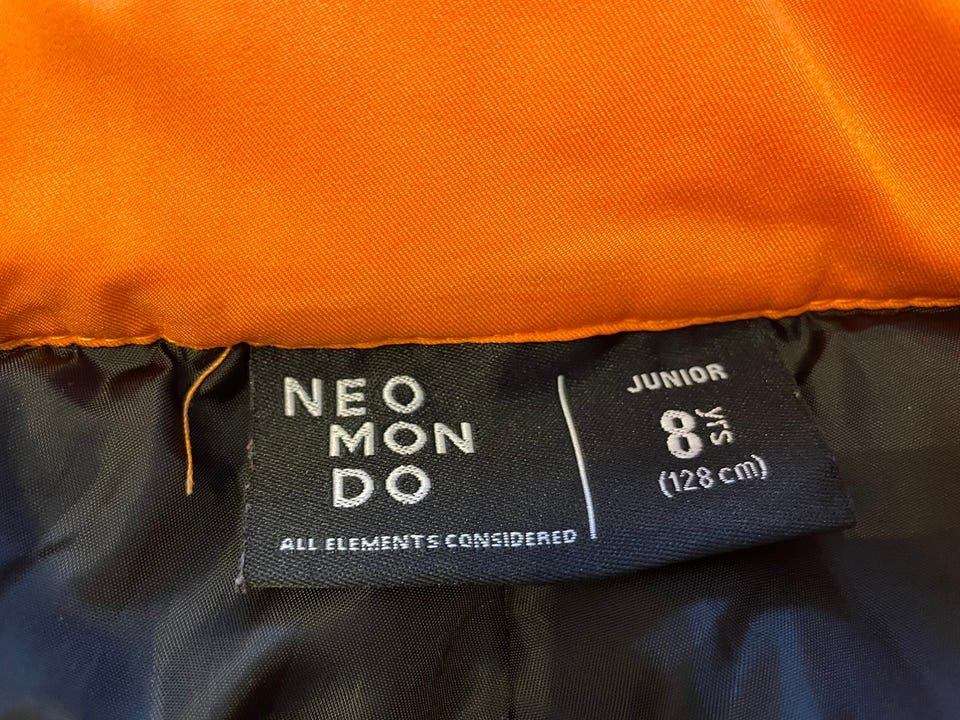 NEO
MON
DO
ALL ELEMENTS CONSIDERED
JUNIOR
8 yrs
(128 cm)